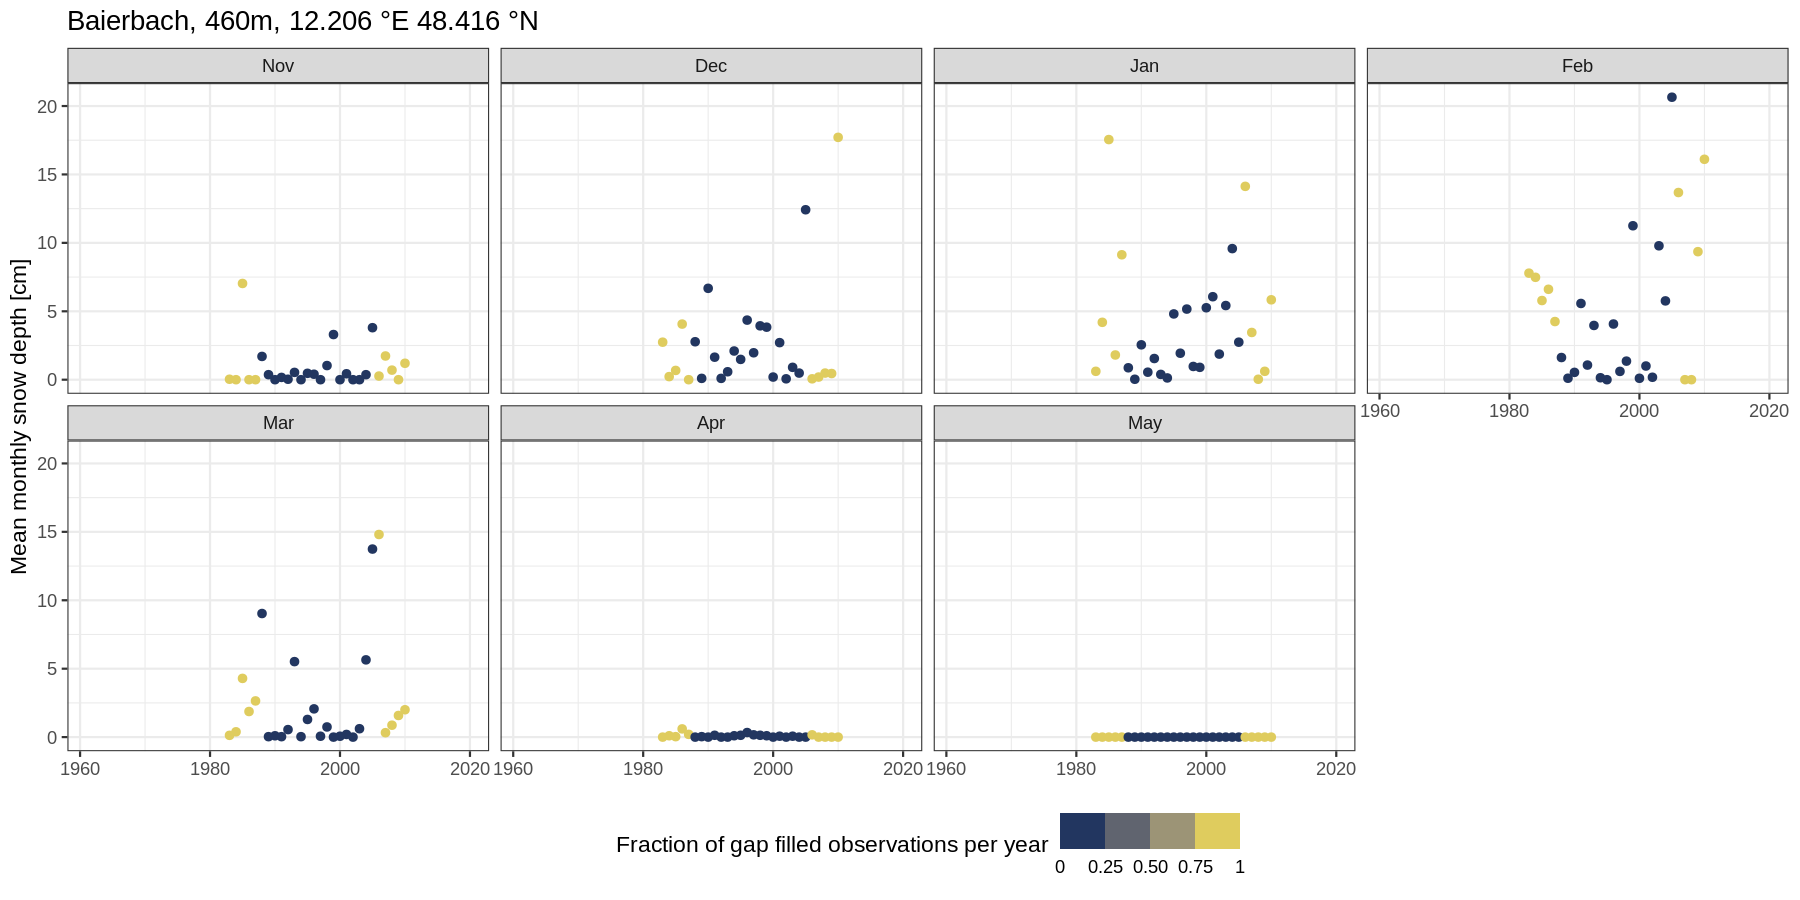 Baierbach, 460m, 12.206 °E 48.416 °N
Nov Dec Jan Feb
20
15
10
5
0
1960 1980 2000 2020
Mar Apr May
20
15
10
5
0
1960 1980 2000 2020 1960 1980 2000 2020 1960 1980 2000 2020
Mean monthly snow depth [cm]
Fraction of gap filled observations per year
0 0.25 0.50 0.75 1